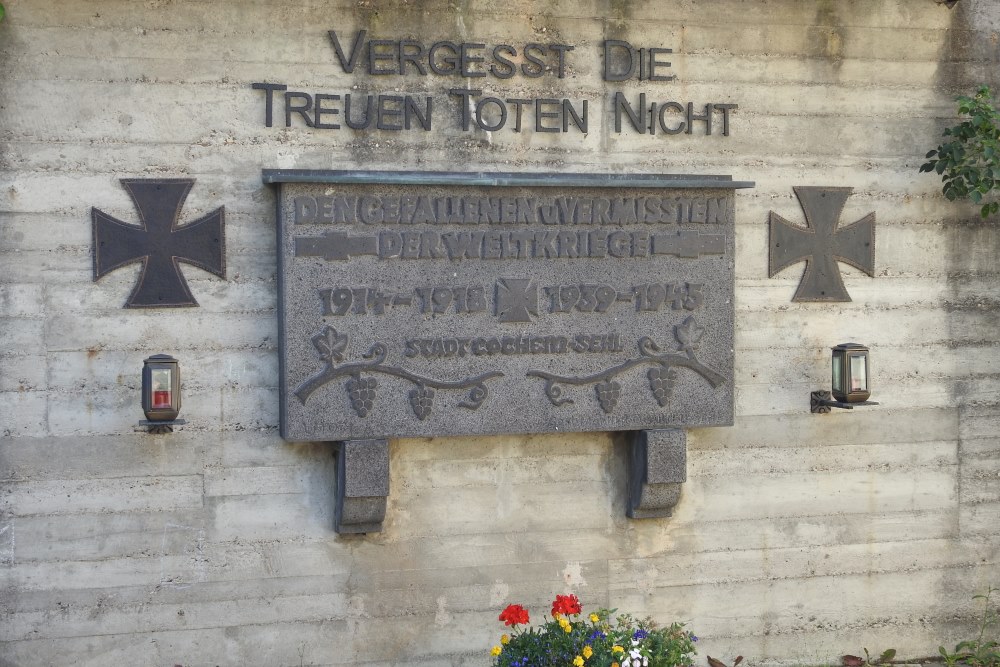 VERGESST DIE
TREUEN TOTEN NICHT
DEN GEFALLENEN U. VERMISSTEN
DER WELTKRIEGE
1914-1918 1939-1945
STADT COCHEM-SEHL